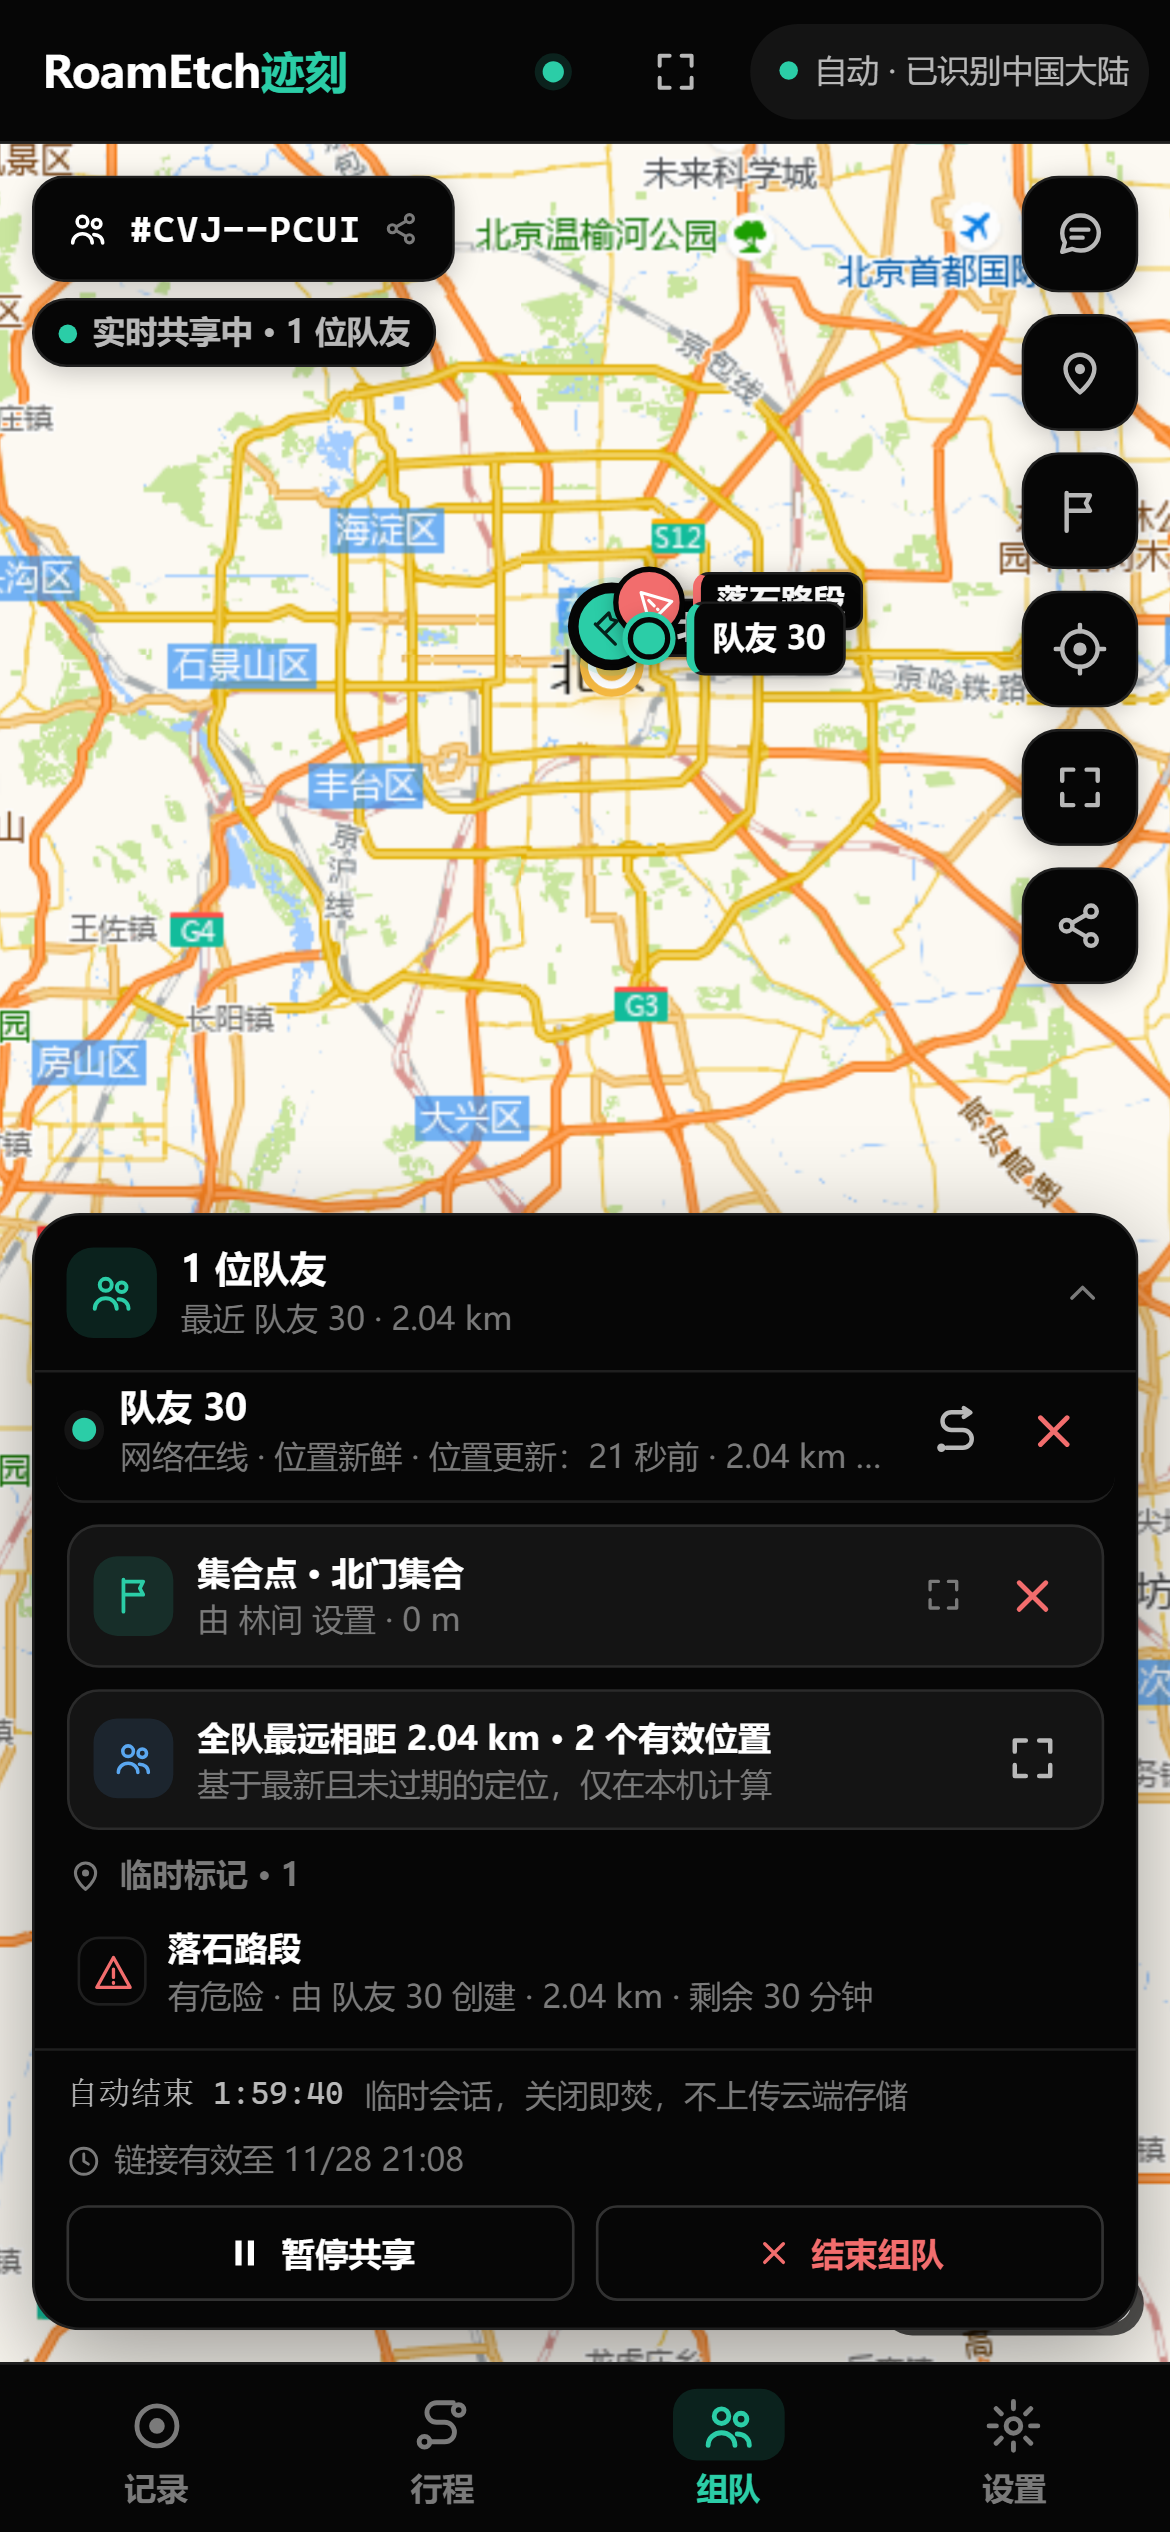 RoamEtch迹刻
自动 · 已识别中国大陆
未来科学城
#CVJ--PCUI
北京温榆河公园
北京首都国际
实时共享中 • 1 位队友
京包线
庄镇
海淀区
S12
落石路段
队友 30
石景山区
京哈铁路
丰台区
京沪线
王佐镇
G4
G3
长阳镇
房山区
大兴区
1 位队友
最近 队友 30 · 2.04 km
队友 30
网络在线 · 位置新鲜 · 位置更新：21 秒前 · 2.04 km ...
集合点 • 北门集合
由 林间 设置 · 0 m
全队最远相距 2.04 km • 2 个有效位置
基于最新且未过期的定位，仅在本机计算
临时标记 • 1
落石路段
有危险 · 由 队友 30 创建 · 2.04 km · 剩余 30 分钟
自动结束 1:59:40 临时会话，关闭即焚，不上传云端存储
链接有效至 11/28 21:08
暂停共享
结束组队
记录
行程
组队
设置